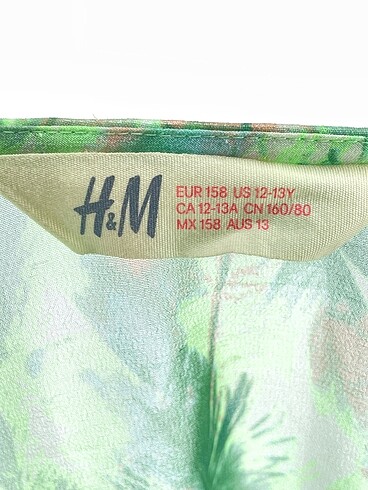 H&M
EUR 158 US 12-13Y
CA 12-13A CN 160/80
MX 158 AUS 13